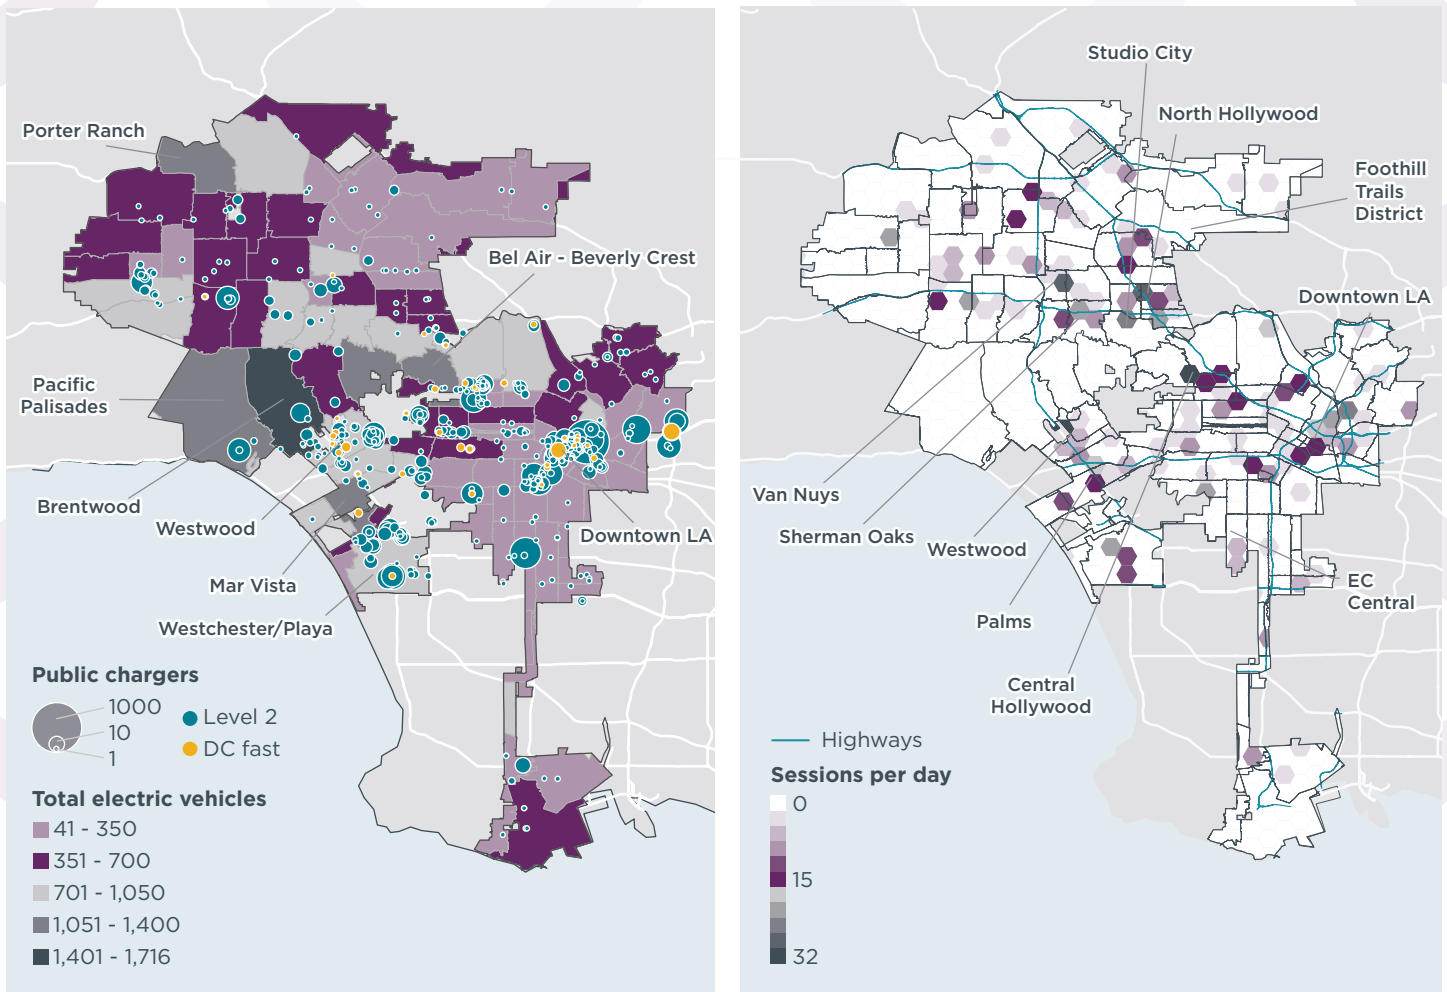 Porter Ranch
Bel Air - Beverly Crest
Pacific
Palisades
Brentwood
Westwood
Downtown LA
Mar Vista
Westchester/Playa
Public chargers
1000
10
1
Level 2
DC fast
Total electric vehicles
41 - 350
351 - 700
701 - 1,050
1,051 - 1,400
1,401 - 1,716
Studio City
North Hollywood
Foothill
Trails
District
Downtown LA
Van Nuys
Sherman Oaks
Westwood
EC
Central
Palms
Central
Hollywood
Highways
Sessions per day
0
15
32